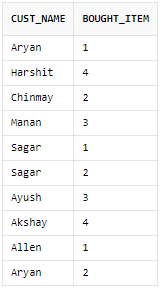 CUST_NAME BOUGHT_ITEM
Aryan 1
Harshit 4
Chinmay 2
Manan 3
Sagar 1
Sagar 2
Ayush 3
Akshay 4
Allen 1
Aryan 2